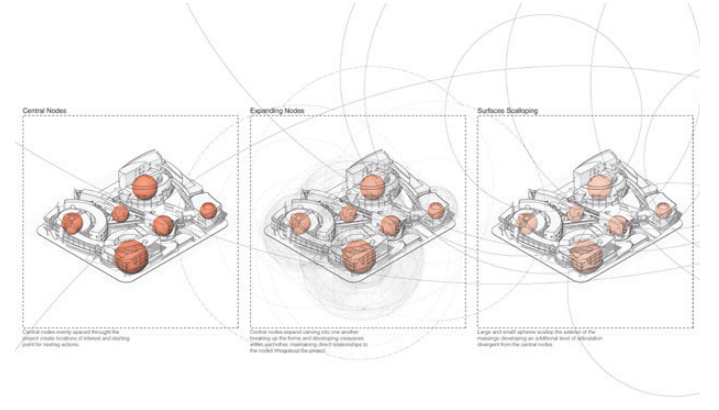 Central Nodes
Expanding Nodes
Surfaces Scalloping
Central nodes evenly spaced throught the
project create locations of interest and starting
point for nesting actions.
Central nodes expand carving into one another
breaking up the forms and developing
within eachother, maintaining direct relationships to
the nodes throughout the project.
Large and small spheres scallop the exterior of the
massings developing an additional level of articulation
divergent from the central nodes.